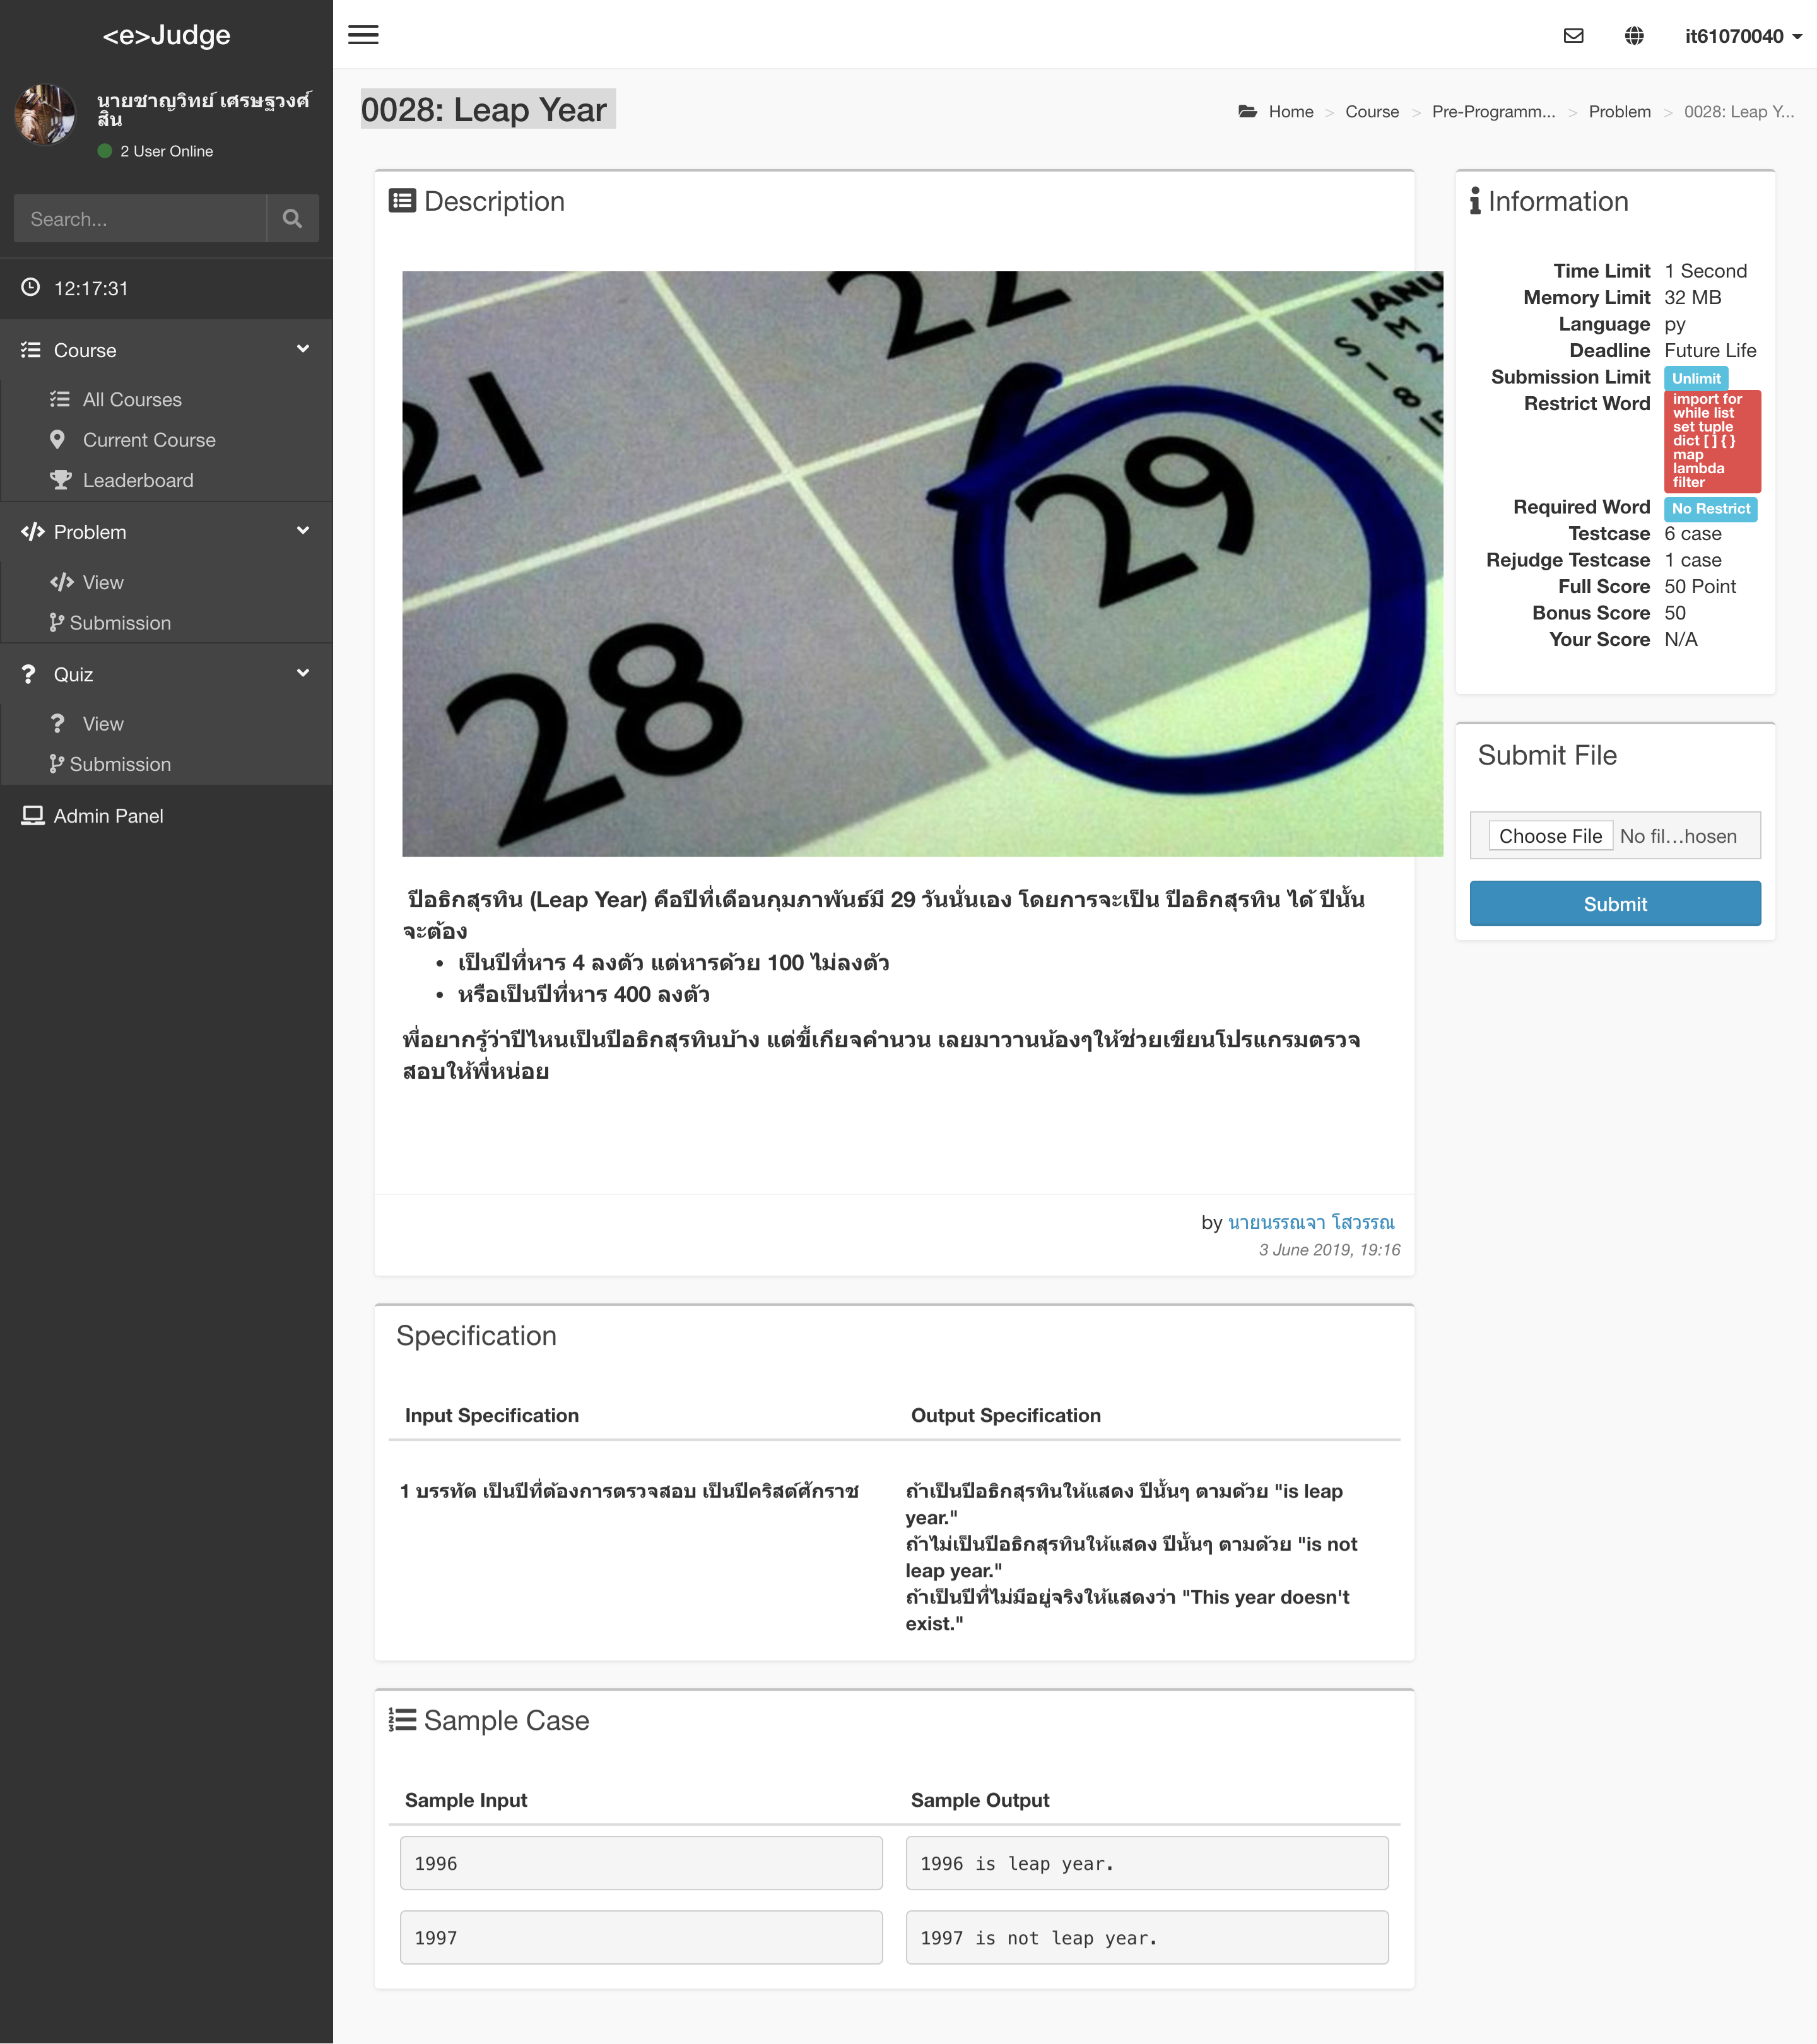 <e>Judge
it61070040
นายชาญวิทย์ เศรษฐวงศ์
สิน
2 User Online
Search...
12:17:31
Course
All Courses
Current Course
Leaderboard
Problem
View
Submission
Quiz
View
Submission
Admin Panel
0028: Leap Year
Home > Course > Pre-Programm... > Problem > 0028: Leap Y...
Description
21
22
28
29
JANU
S M
1 2
8
ปีอธิกสุรทิน (Leap Year) คือปีที่เดือนกุมภาพันธ์มี 29 วันนั่นเอง โดยการจะเป็น ปีอธิกสุรทิน ได้ ปีนั้น
จะต้อง
• เป็นปีที่หาร 4 ลงตัว แต่หารด้วย 100 ไม่ลงตัว
• หรือเป็นปีที่หาร 400 ลงตัว
พี่อยากรู้ว่าปีไหนเป็นปีอธิกสุรทินบ้าง แต่ขี้เกียจคำนวน เลยมาวานน้องๆให้ช่วยเขียนโปรแกรมตรวจ
สอบให้พี่หน่อย
by นายนรรณจา โสวรรณ
3 June 2019, 19:16
Information
Time Limit 1 Second
Memory Limit 32 MB
Language py
Deadline Future Life
Submission Limit Unlimit
Restrict Word import for
while list
set tuple
dict [ ] { }
map
lambda
filter
Required Word No Restrict
Testcase 6 case
Rejudge Testcase 1 case
Full Score 50 Point
Bonus Score 50
Your Score N/A
Submit File
Choose File No fil...hosen
Submit
Specification
Input Specification
Output Specification
1 บรรทัด เป็นปีที่ต้องการตรวจสอบ เป็นปีคริสต์ศักราช
ถ้าเป็นปีอธิกสุรทินให้แสดง ปีนั้นๆ ตามด้วย "is leap
year."
ถ้าไม่เป็นปีอธิกสุรทินให้แสดง ปีนั้นๆ ตามด้วย "is not
leap year."
ถ้าเป็นปีที่ไม่มีอยู่จริงให้แสดงว่า "This year doesn't
exist."
Sample Case
Sample Input
Sample Output
1996
1996 is leap year.
1997
1997 is not leap year.